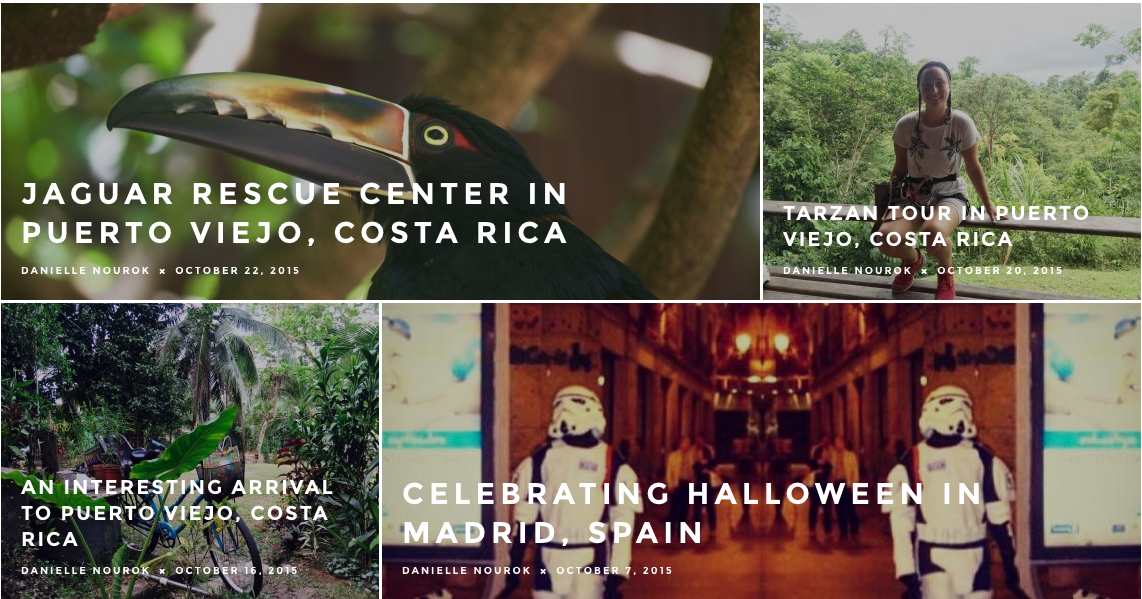 JAGUAR RESCUE CENTER IN
PUERTO VIEJO, COSTA RICA
DANIELLE NOUROK × OCTOBER 22, 2015
TARZAN TOUR IN PUERTO
VIEJO, COSTA RICA
DANIELLE NOUROK × OCTOBER 20, 2015
AN INTERESTING ARRIVAL
TO PUERTO VIEJO, COSTA
RICA
DANIELLE NOUROK × OCTOBER 16, 2015
CELEBRATING HALLOWEEN IN
MADRID, SPAIN
DANIELLE NOUROK × OCTOBER 7, 2015